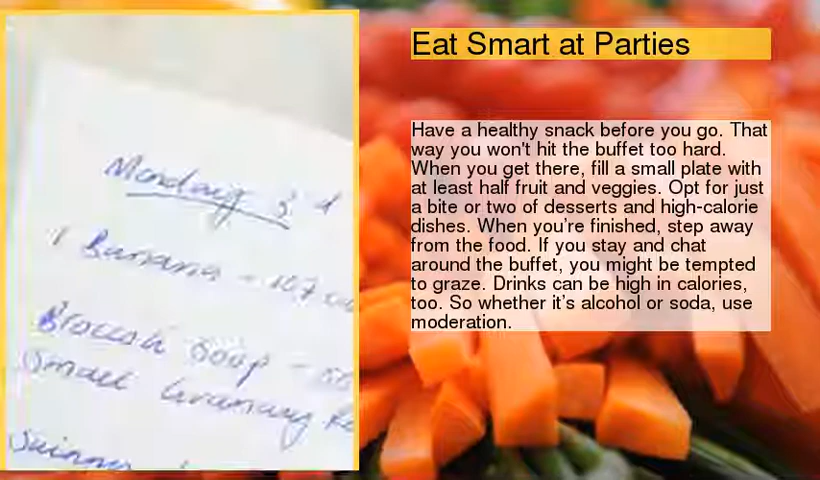 Monday 3rd
1 Banana - 107
Broccoli Soup -
Small Granary
Skinny
Eat Smart at Parties
Have a healthy snack before you go. That
way you won't hit the buffet too hard.
When you get there, fill a small plate with
at least half fruit and veggies. Opt for just
a bite or two of desserts and high-calorie
dishes. When you’re finished, step away
from the food. If you stay and chat
around the buffet, you might be tempted
to graze. Drinks can be high in calories,
too. So whether it’s alcohol or soda, use
moderation.